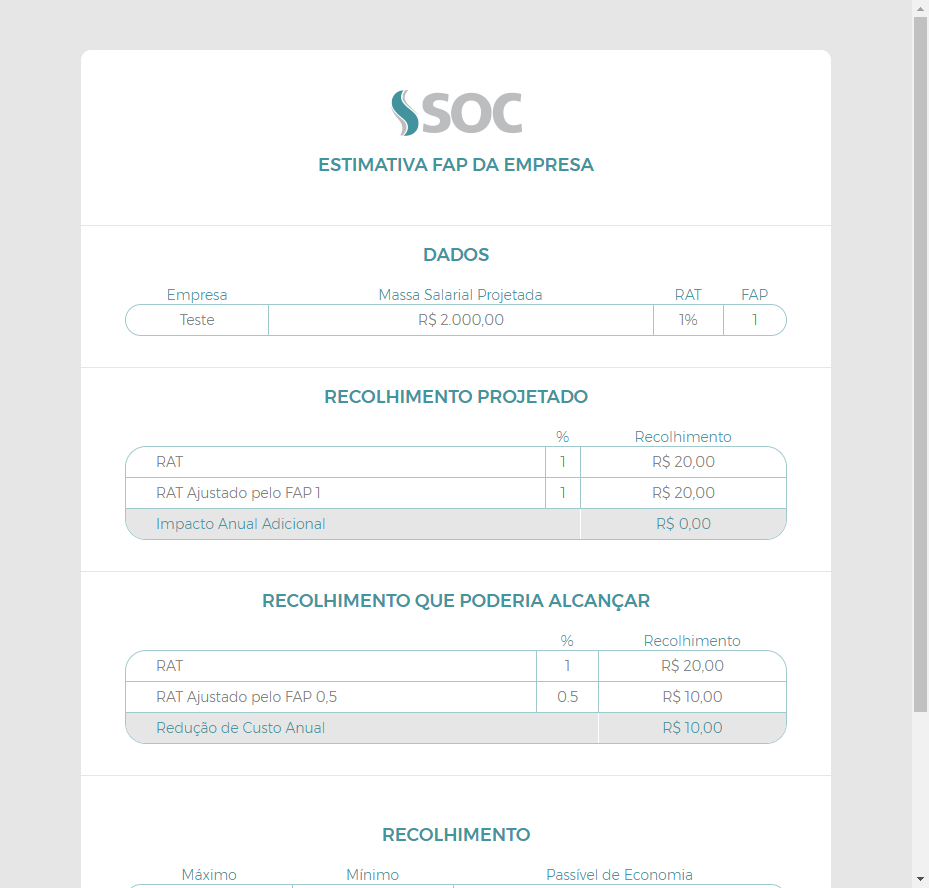 SOC
ESTIMATIVA FAP DA EMPRESA
DADOS
Empresa Massa Salarial Projetada RAT FAP
Teste R$ 2.000,00 1% 1
RECOLHIMENTO PROJETADO
% Recolhimento
RAT 1 R$ 20,00
RAT Ajustado pelo FAP 1 1 R$ 20,00
Impacto Anual Adicional R$ 0,00
RECOLHIMENTO QUE PODERIA ALCANÇAR
% Recolhimento
RAT 1 R$ 20,00
RAT Ajustado pelo FAP 0,5 0.5 R$ 10,00
Redução de Custo Anual R$ 10,00
RECOLHIMENTO
Máximo Mínimo Passível de Economia